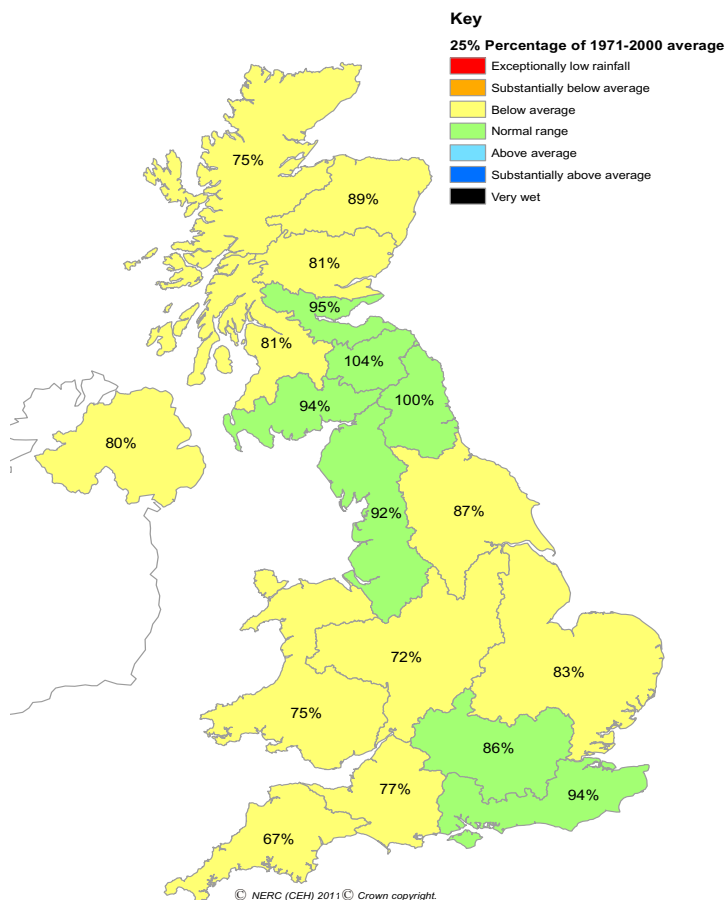 Key
25% Percentage of 1971-2000 average
Exceptionally low rainfall
Substantially below average
Below average
Normal range
Above average
Substantially above average
Very wet
75%
89%
81%
95%
81%
104%
94%
100%
80%
92%
87%
72%
83%
75%
86%
77%
94%
67%
© NERC (CEH) 2011 © Crown copyright.